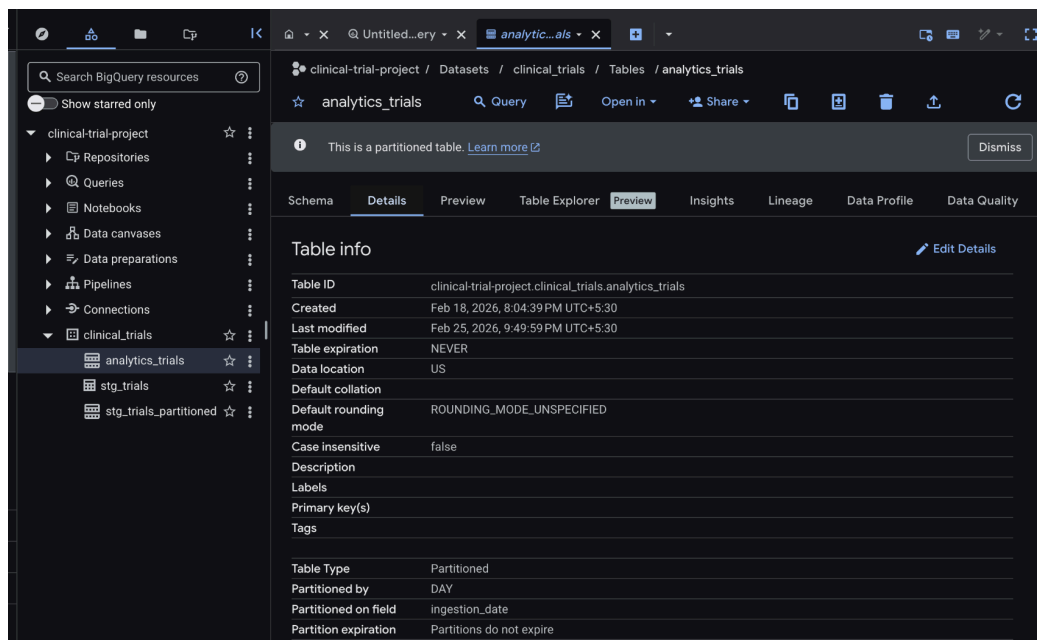 Untitled...ery
analytic...als
Search BigQuery resources
Show starred only
clinical-trial-project
Repositories
Queries
Notebooks
Data canvases
Data preparations
Pipelines
Connections
clinical_trials
analytics_trials
stg_trials
stg_trials_partitioned
clinical-trial-project / Datasets / clinical_trials / Tables / analytics_trials
analytics_trials Query Open in Share
This is a partitioned table. Learn more Dismiss
Schema Details Preview Table Explorer Preview Insights Lineage Data Profile Data Quality
Table info Edit Details
Table ID clinical-trial-project.clinical_trials.analytics_trials
Created Feb 18, 2026, 8:04:39 PM UTC+5:30
Last modified Feb 25, 2026, 9:49:59 PM UTC+5:30
Table expiration NEVER
Data location US
Default collation
Default rounding mode ROUNDING_MODE_UNSPECIFIED
Case insensitive false
Description
Labels
Primary key(s)
Tags
Table Type Partitioned
Partitioned by DAY
Partitioned on field ingestion_date
Partition expiration Partitions do not expire